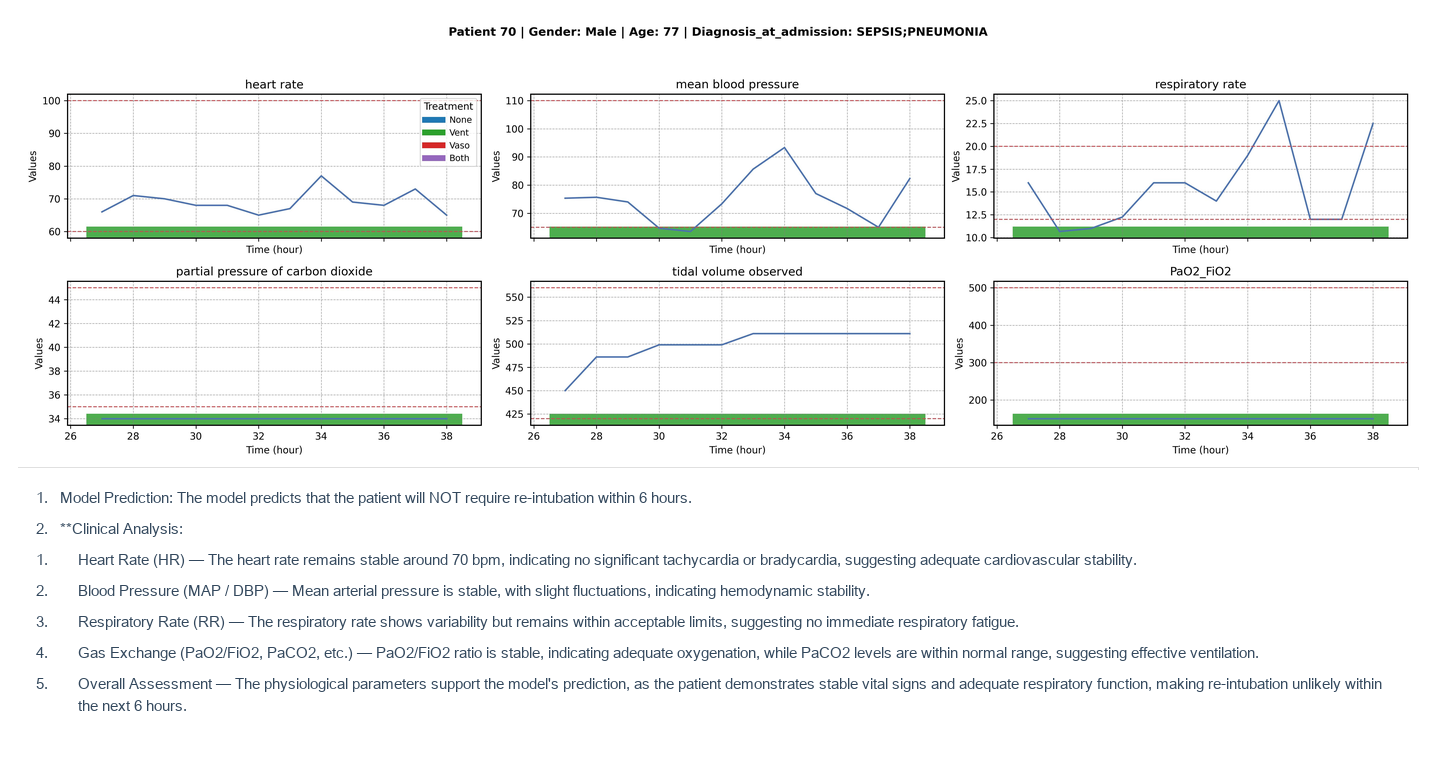 Patient 70 | Gender: Male | Age: 77 | Diagnosis_at_admission: SEPSIS;PNEUMONIA
heart rate
Values
100
90
80
70
60
Treatment
None
Vent
Vaso
Both
Time (hour)
mean blood pressure
Values
110
100
90
80
70
Time (hour)
respiratory rate
Values
25.0
22.5
20.0
17.5
15.0
12.5
10.0
Time (hour)
partial pressure of carbon dioxide
Values
44
42
40
38
36
34
26 28 30 32 34 36 38
Time (hour)
tidal volume observed
Values
550
525
500
475
450
425
26 28 30 32 34 36 38
Time (hour)
PaO2_FiO2
Values
500
400
300
200
26 28 30 32 34 36 38
Time (hour)
1. Model Prediction: The model predicts that the patient will NOT require re-intubation within 6 hours.
2. **Clinical Analysis:
1. Heart Rate (HR) — The heart rate remains stable around 70 bpm, indicating no significant tachycardia or bradycardia, suggesting adequate cardiovascular stability.
2. Blood Pressure (MAP / DBP) — Mean arterial pressure is stable, with slight fluctuations, indicating hemodynamic stability.
3. Respiratory Rate (RR) — The respiratory rate shows variability but remains within acceptable limits, suggesting no immediate respiratory fatigue.
4. Gas Exchange (PaO2/FiO2, PaCO2, etc.) — PaO2/FiO2 ratio is stable, indicating adequate oxygenation, while PaCO2 levels are within normal range, suggesting effective ventilation.
5. Overall Assessment — The physiological parameters support the model's prediction, as the patient demonstrates stable vital signs and adequate respiratory function, making re-intubation unlikely within
the next 6 hours.